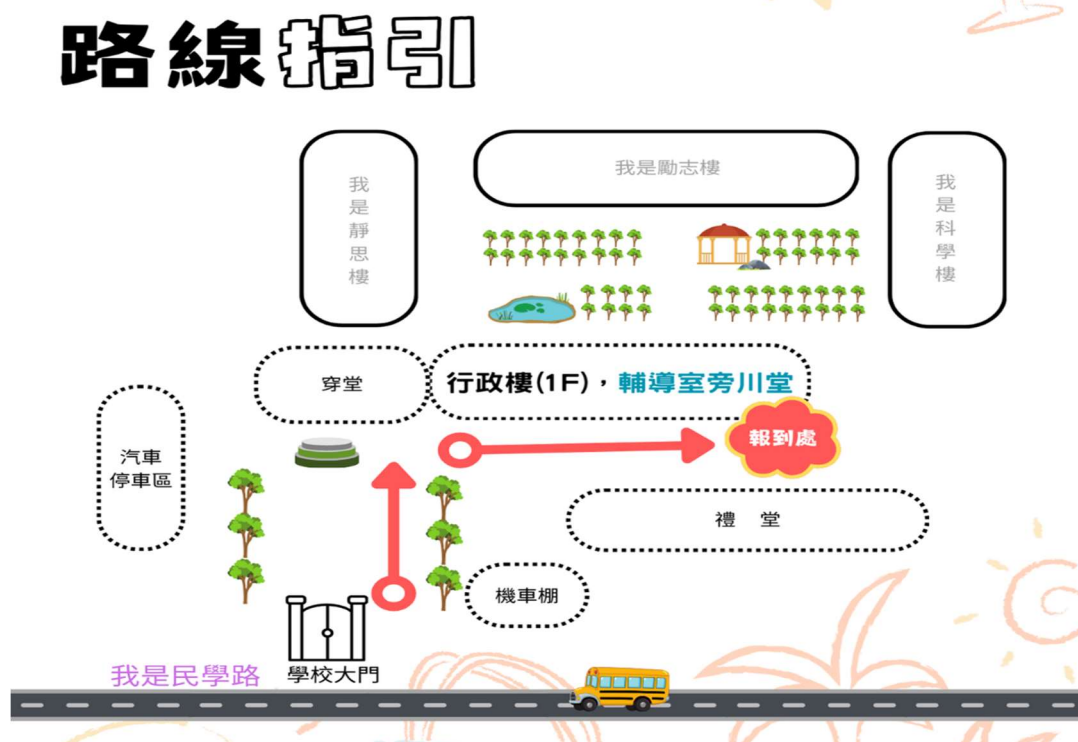 路線指引
我是靜思樓
我是勵志樓
我是科學樓
穿堂
行政樓(1F)，輔導室旁川堂
報到處
汽車
停車區
禮 堂
機車棚
我是民學路
學校大門